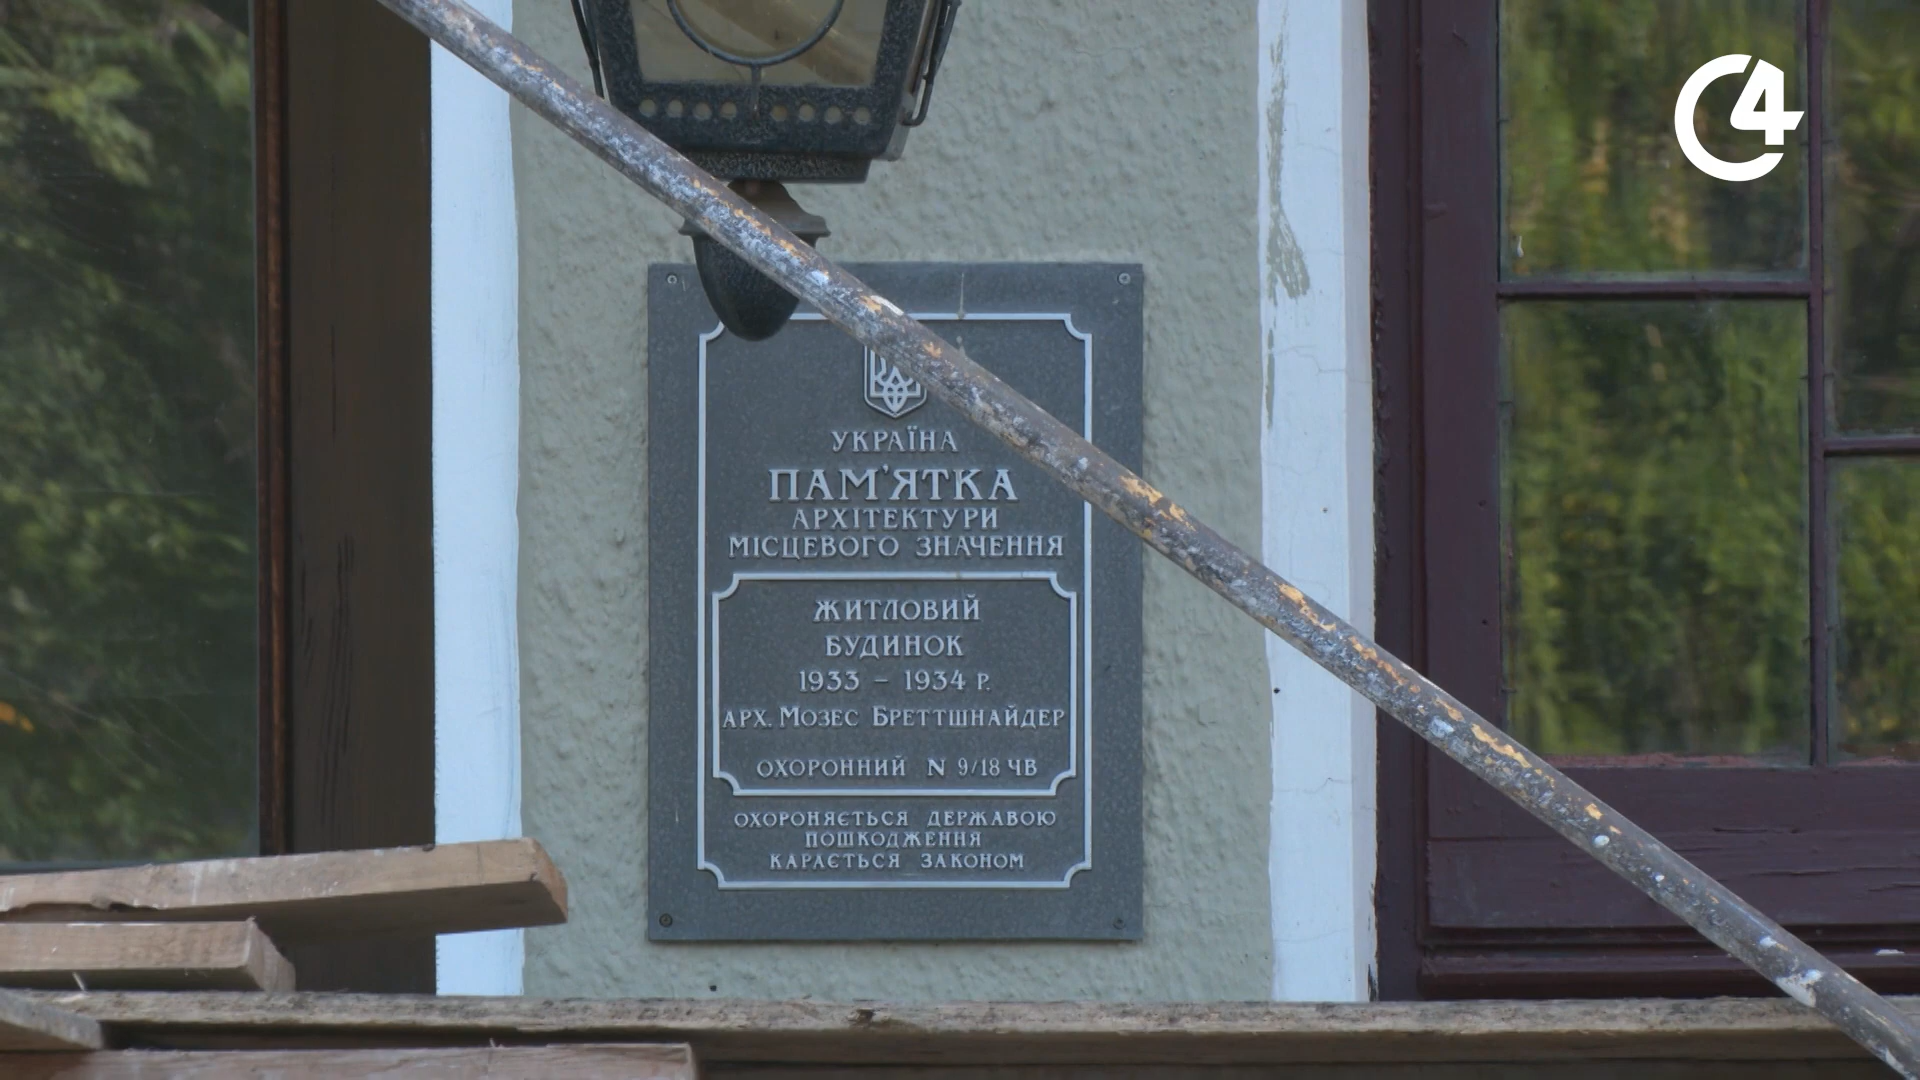 C4
УКРАЇНА
ПАМ'ЯТКА
АРХІТЕКТУРИ
МІСЦЕВОГО ЗНАЧЕННЯ
ЖИТЛОВИЙ
БУДИНОК
1933 – 1934 Р.
АРХ. МОЗЕС БРЕТТШНАЙДЕР
ОХОРОННИЙ N 9/18 ЧВ
ОХОРОНЯЄТЬСЯ ДЕРЖАВОЮ
ПОШКОДЖЕННЯ
КАРАЄТЬСЯ ЗАКОНОМ